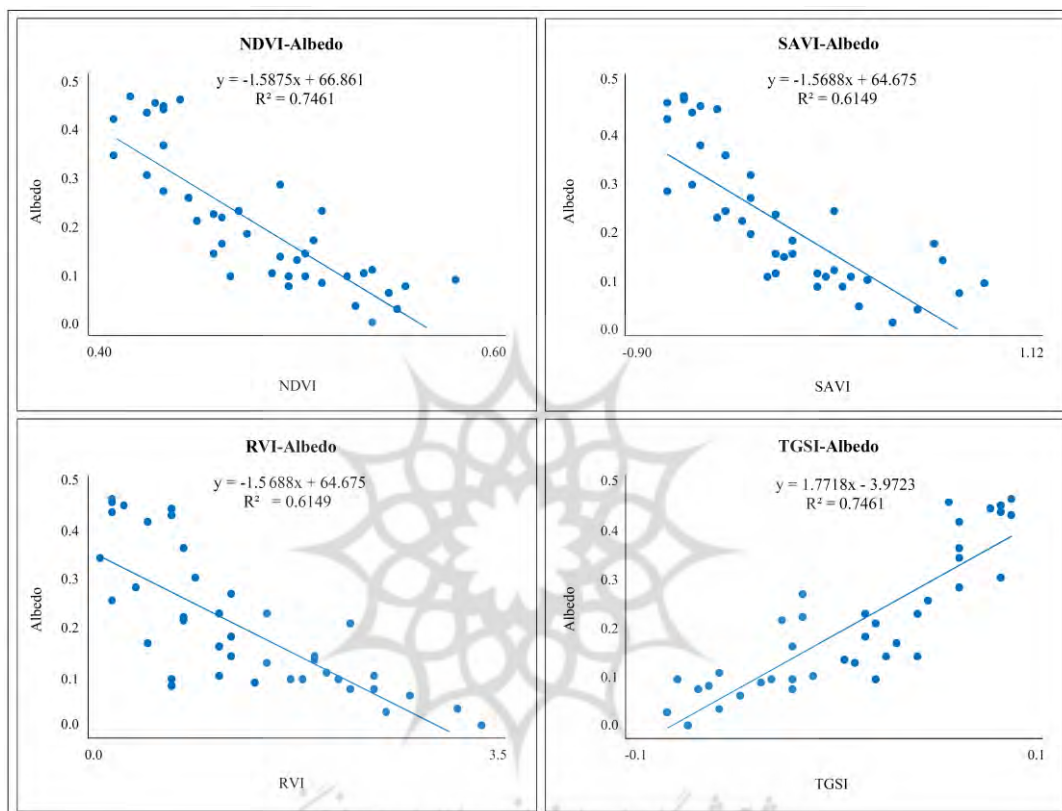 NDVI-Albedo
y = -1.5875x + 66.861
R² = 0.7461
0.5
0.4
0.3
0.2
0.1
0.0
Albedo
0.40 0.60
NDVI
SAVI-Albedo
y = -1.5688x + 64.675
R² = 0.6149
0.5
0.4
0.3
0.2
0.1
0.0
Albedo
-0.90 1.12
SAVI
RVI-Albedo
y = -1.5688x + 64.675
R² = 0.6149
0.5
0.4
0.3
0.2
0.1
0.0
Albedo
0.0 3.5
RVI
TGSI-Albedo
y = 1.7718x - 3.9723
R² = 0.7461
0.5
0.4
0.3
0.2
0.1
0.0
Albedo
-0.1 0.1
TGSI